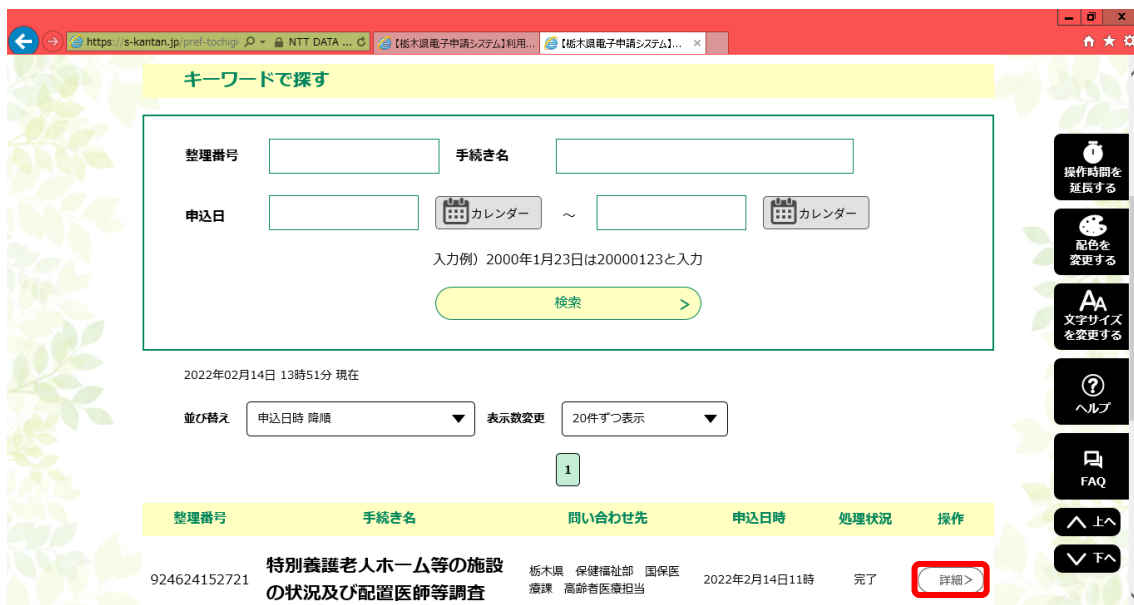 https://s-kantan.jp/pref-tochigi- NTT DATA ... 【栃木県電子申請システム】利用... 【栃木県電子申請システム】... ×
キーワードで探す
整理番号 手続き名
申込日 カレンダー ～ カレンダー
入力例）2000年1月23日は20000123と入力
検索 >
2022年02月14日 13時51分 現在
並び替え 申込日時 降順 ▼ 表示数変更 20件ずつ表示 ▼
1
整理番号 手続き名 問い合わせ先 申込日時 処理状況 操作
924624152721 特別養護老人ホーム等の施設の状況及び配置医師等調査 栃木県 保健福祉部 国保医療課 高齢者医療担当 2022年2月14日11時 完了 詳細>
操作時間を
延長する
配色を
変更する
文字サイズ
を変更する
ヘルプ
FAQ
上へ
下へ